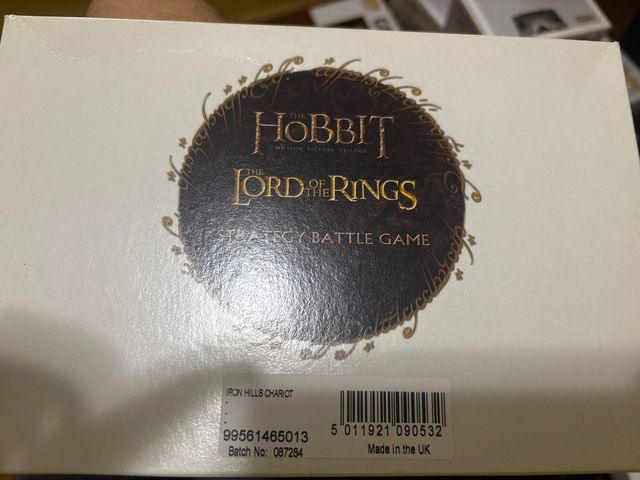 THE
HOBBIT
MOTION PICTURE TRILOGY
THE
LORD OF THE RINGS
STRATEGY BATTLE GAME
IRON HILLS CHARIOT
99561465013
Batch No: 087284
5 011921 090532
Made in the UK